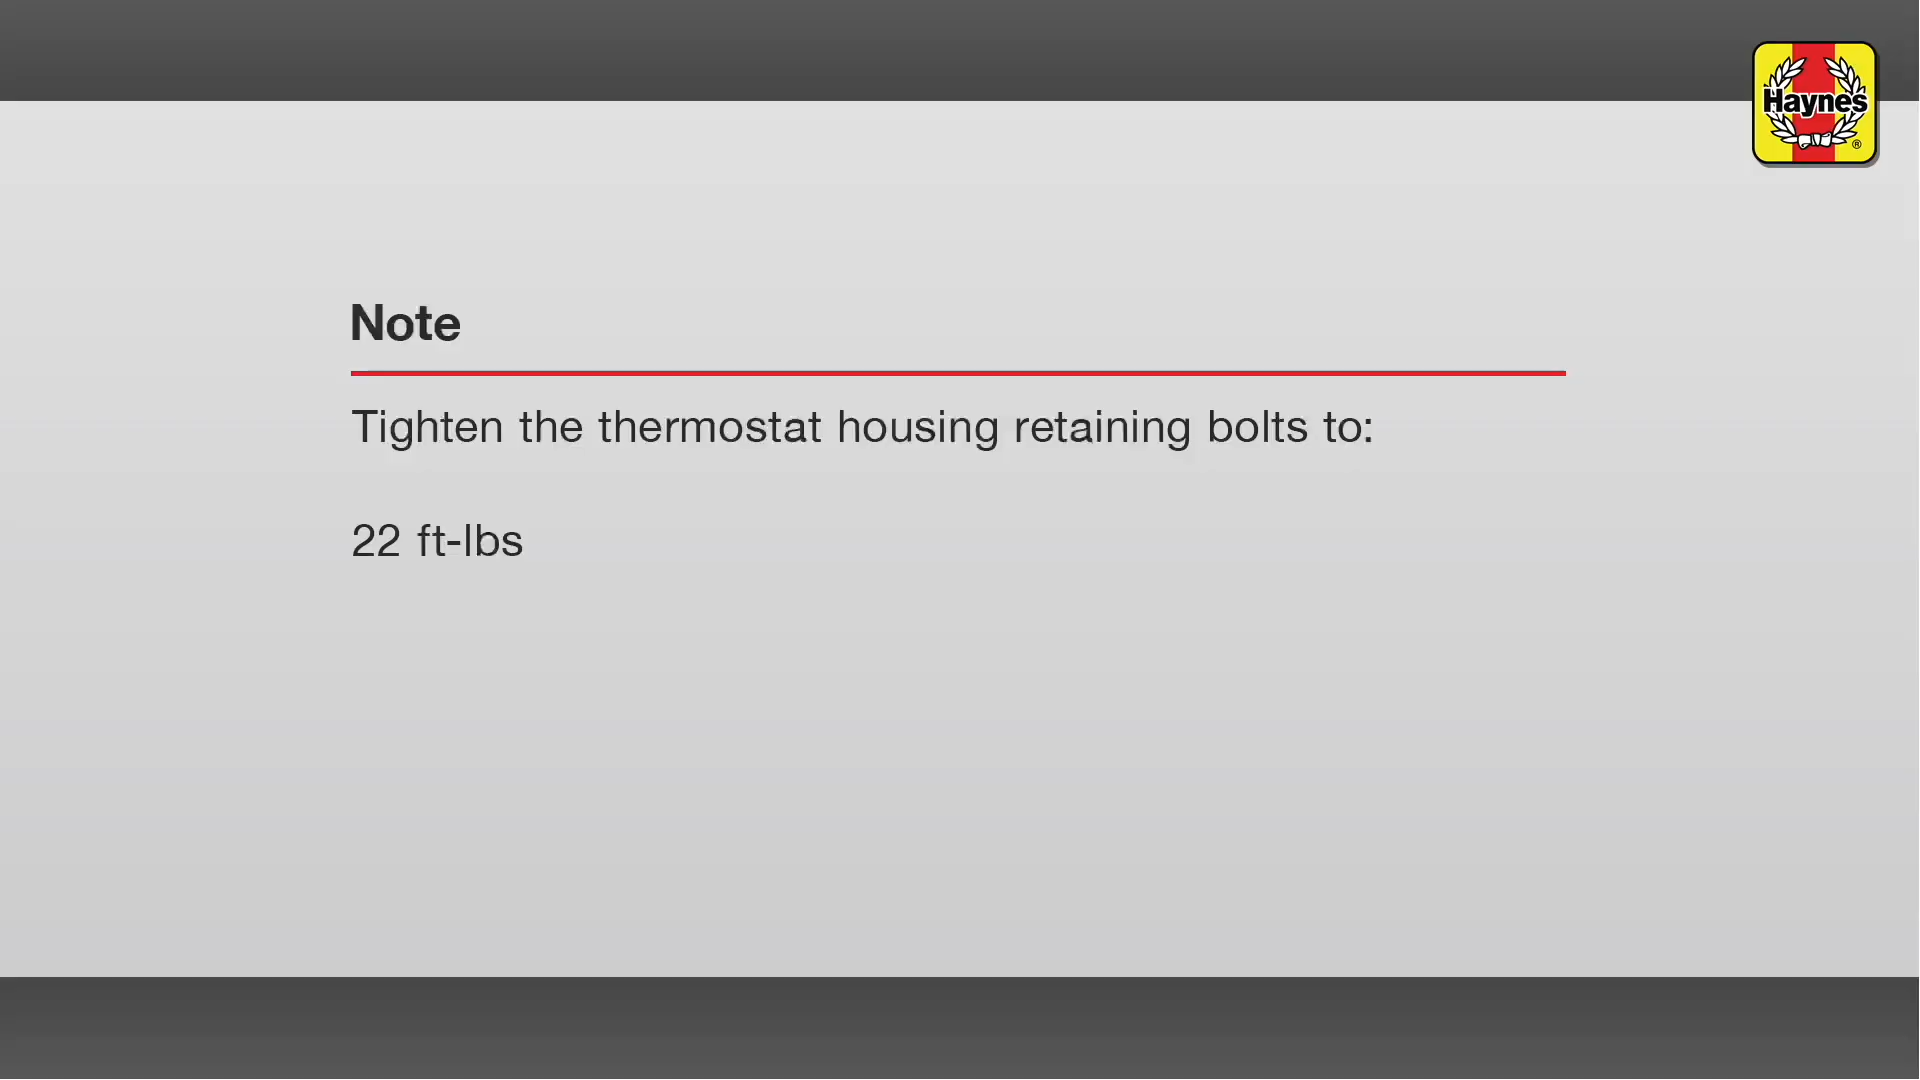 Haynes
®
Note
Tighten the thermostat housing retaining bolts to:
22 ft-lbs